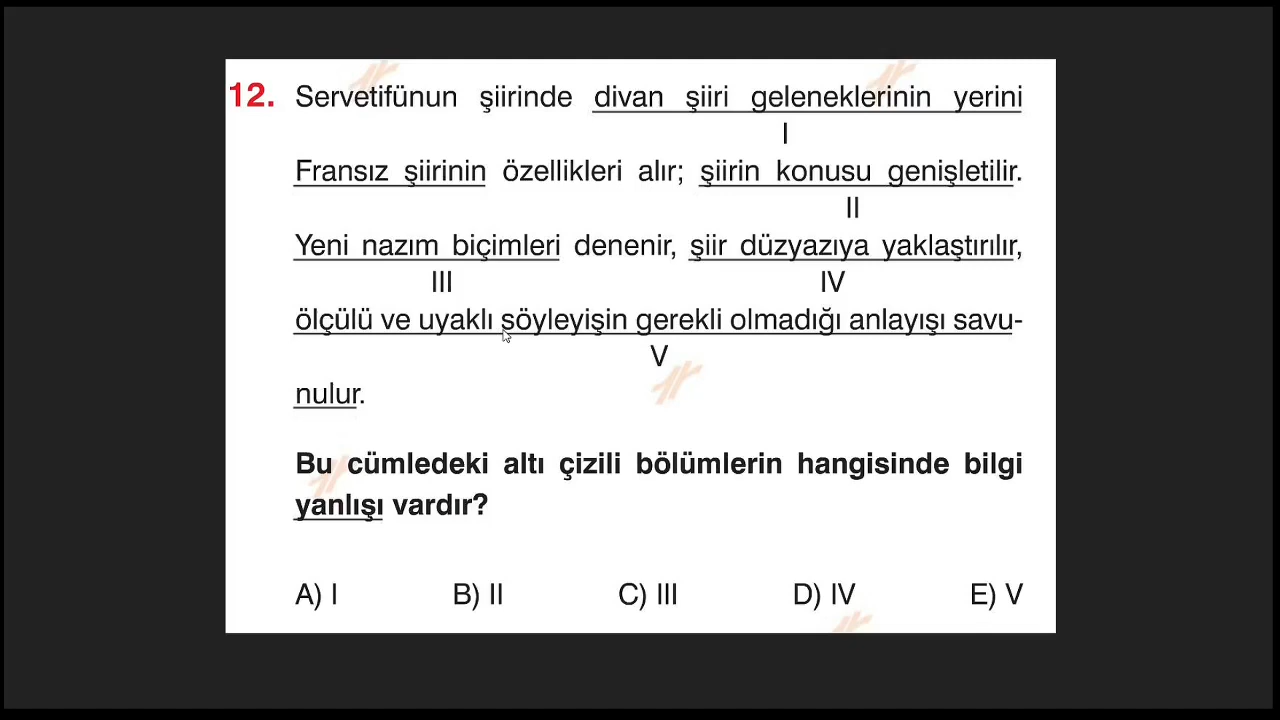 12. Servetifünun şiirinde divan şiiri geleneklerinin yerini
I
Fransız şiirinin özellikleri alır; şiirin konusu genişletilir.
II
Yeni nazım biçimleri denenir, şiir düzyazıya yaklaştırılır,
III IV
ölçülü ve uyaklı söyleyişin gerekli olmadığı anlayışı savu-
V
nulur.
Bu cümledeki altı çizili bölümlerin hangisinde bilgi
yanlışı vardır?
A) I B) II C) III D) IV E) V